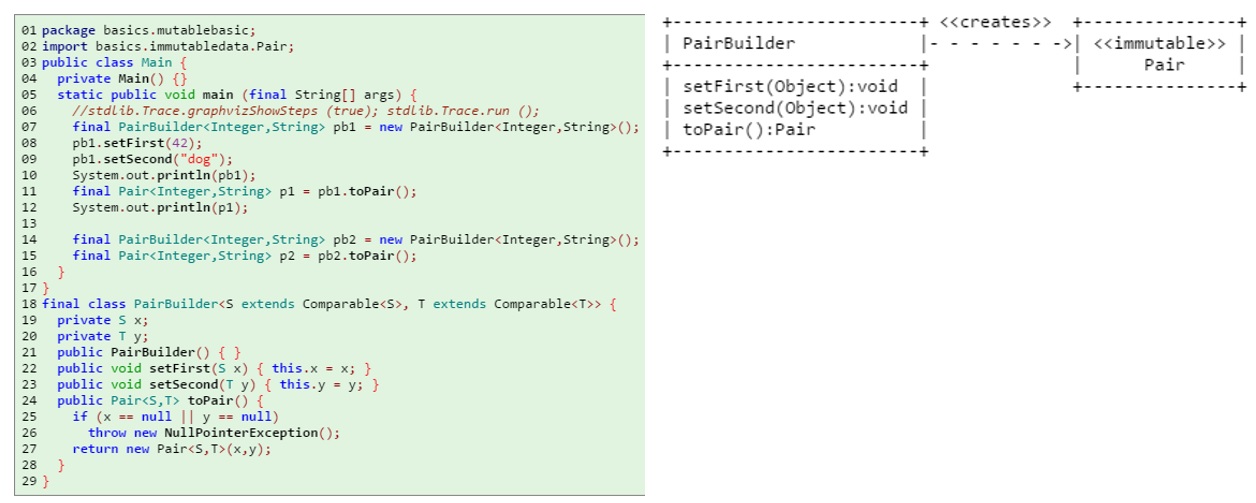 01 package basics.mutablebasic;
02 import basics.immutabledata.Pair;
03 public class Main {
04   private Main() {}
05   static public void main (final String[] args) {
06     //stdlib.Trace.graphvizShowSteps (true); stdlib.Trace.run ();
07     final PairBuilder<Integer,String> pb1 = new PairBuilder<Integer,String>();
08     pb1.setFirst(42);
09     pb1.setSecond("dog");
10     System.out.println(pb1);
11     final Pair<Integer,String> p1 = pb1.toPair();
12     System.out.println(p1);
13
14     final PairBuilder<Integer,String> pb2 = new PairBuilder<Integer,String>();
15     final Pair<Integer,String> p2 = pb2.toPair();
16   }
17 }
18 final class PairBuilder<S extends Comparable<S>, T extends Comparable<T>> {
19   private S x;
20   private T y;
21   public PairBuilder() { }
22   public void setFirst(S x) { this.x = x; }
23   public void setSecond(T y) { this.y = y; }
24   public Pair<S,T> toPair() {
25     if (x == null || y == null)
26       throw new NullPointerException();
27     return new Pair<S,T>(x,y);
28   }
29 }
+------------------------+ <<creates>>  +---------------+
| PairBuilder            |- - - - - - ->| <<immutable>> |
+------------------------+              |      Pair     |
| setFirst(Object):void  |              +---------------+
| setSecond(Object):void |
| toPair():Pair          |
+------------------------+